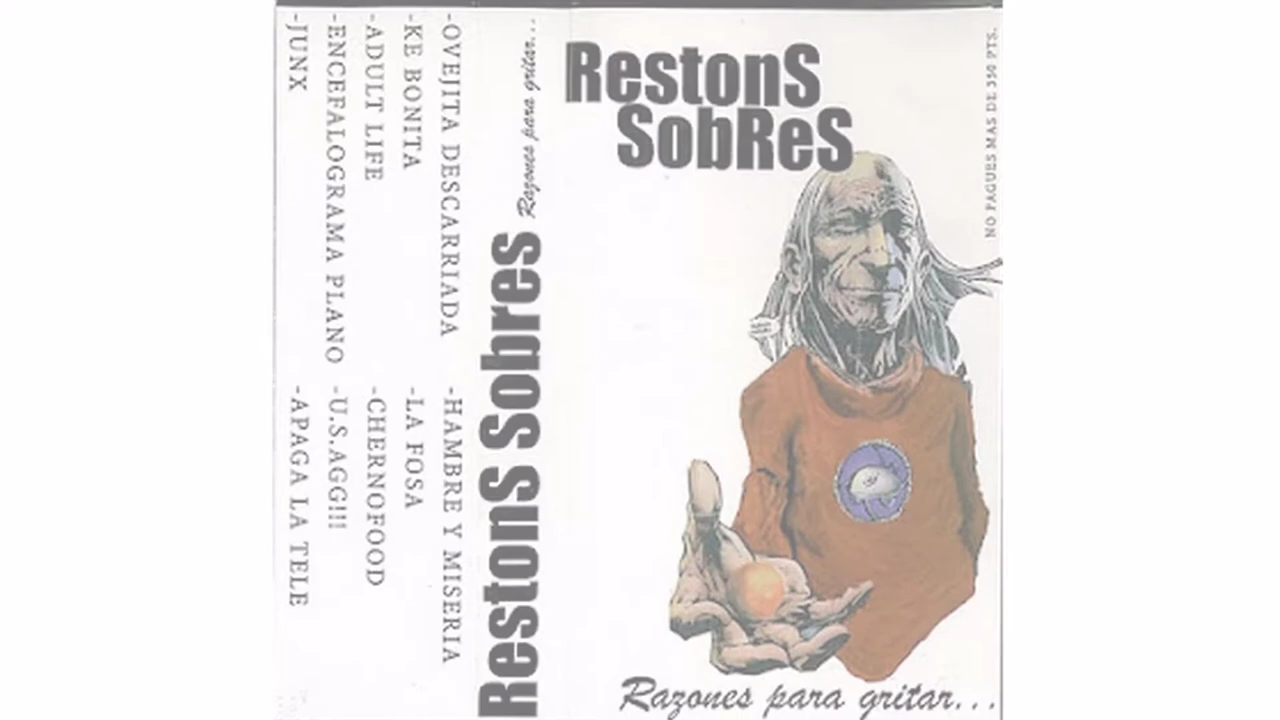 RestonS
SobReS
NO PAGUES MAS DE 350 PTS.
Razones para gritar...
RestonS Sobres Razones para gritar...
-OVEJITA DESCARRIADA
-KE BONITA
-ADULT LIFE
-ENCEFALOGRAMA PLANO
-JUNX
-HAMBRE Y MISERIA
-LA FOSA
-CHERNOFOOD
-U.S.AGG!!!
-APAGA LA TELE